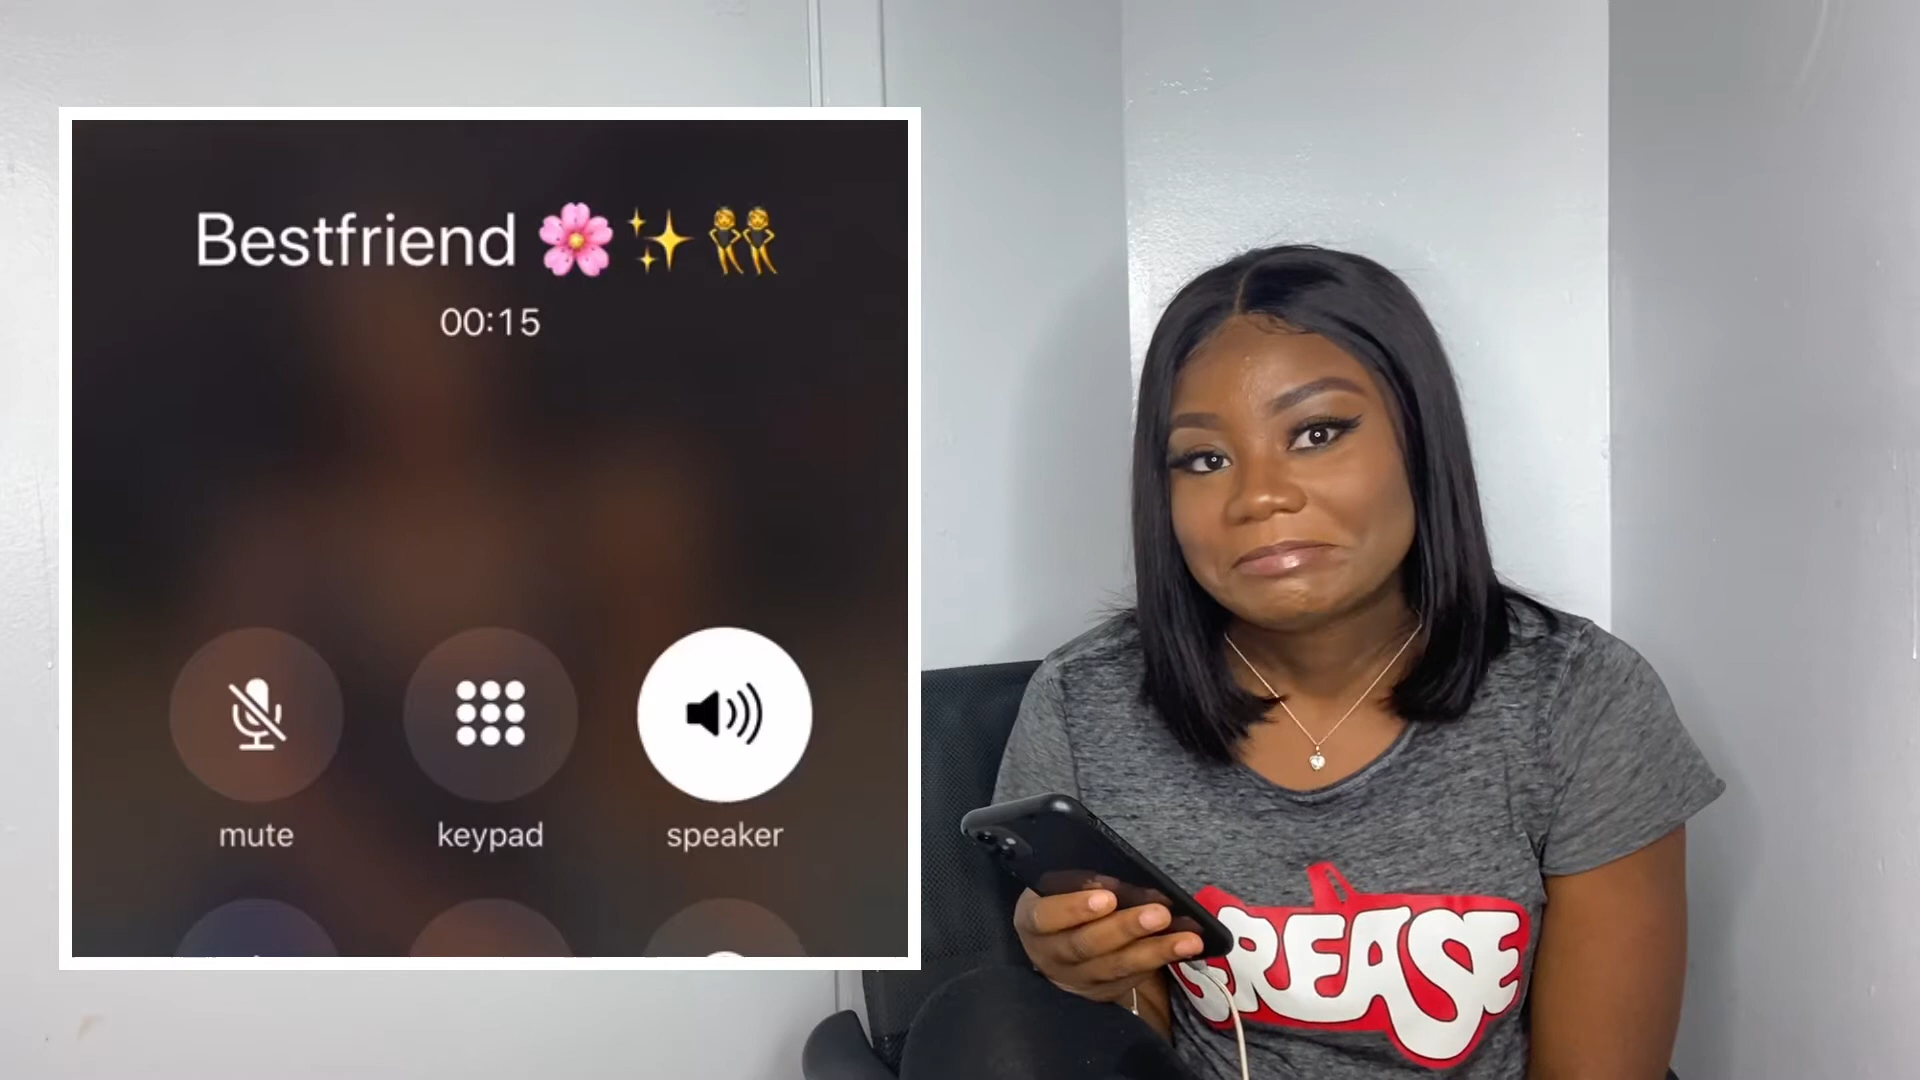 Bestfriend 🌸✨👯
00:15
mute
keypad
speaker
GREASE